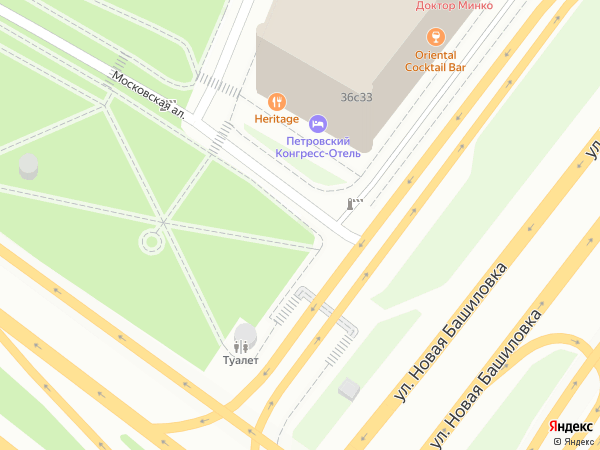 Доктор Минко
Oriental
Cocktail Bar
36с33
Московская ал.
Heritage
Петровский
Конгресс-Отель
ул.
ул. Новая Башиловка
ул. Новая Башиловка
Туалет
Яндекс
© Яндекс